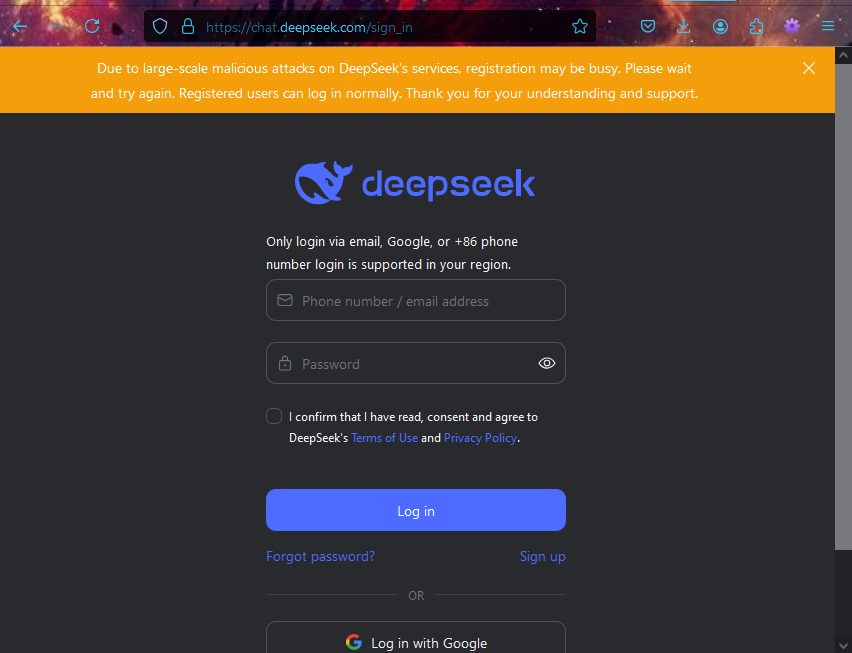 https://chat.deepseek.com/sign_in
Due to large-scale malicious attacks on DeepSeek's services, registration may be busy. Please wait
and try again. Registered users can log in normally. Thank you for your understanding and support.
deepseek
Only login via email, Google, or +86 phone
number login is supported in your region.
Phone number / email address
Password
I confirm that I have read, consent and agree to
DeepSeek's Terms of Use and Privacy Policy.
Log in
Forgot password? Sign up
OR
Log in with Google